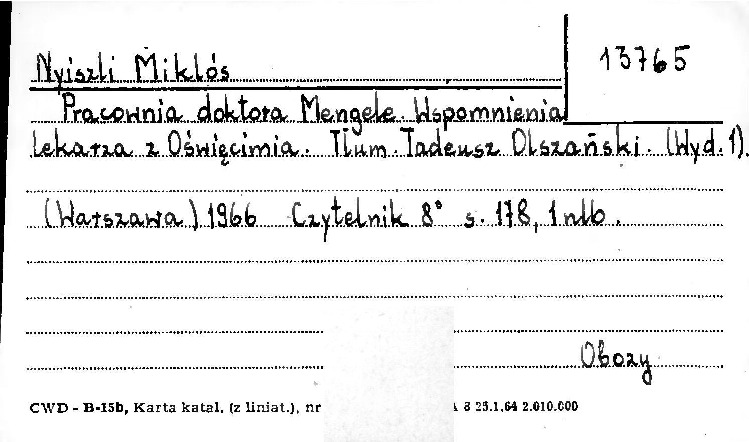 Nyiszli Miklós
13765
Pracownia doktora Mengele. Wspomnienia
lekarza z Oświęcimia. Tłum. Tadeusz Olszański. (Wyd. 1).
(Warszawa) 1966 Czytelnik 8° s. 178, 1 nlb.
Obozy
CWD - B-15b, Karta katal. (z liniat.), nr 8 25.1.64 2.010.000